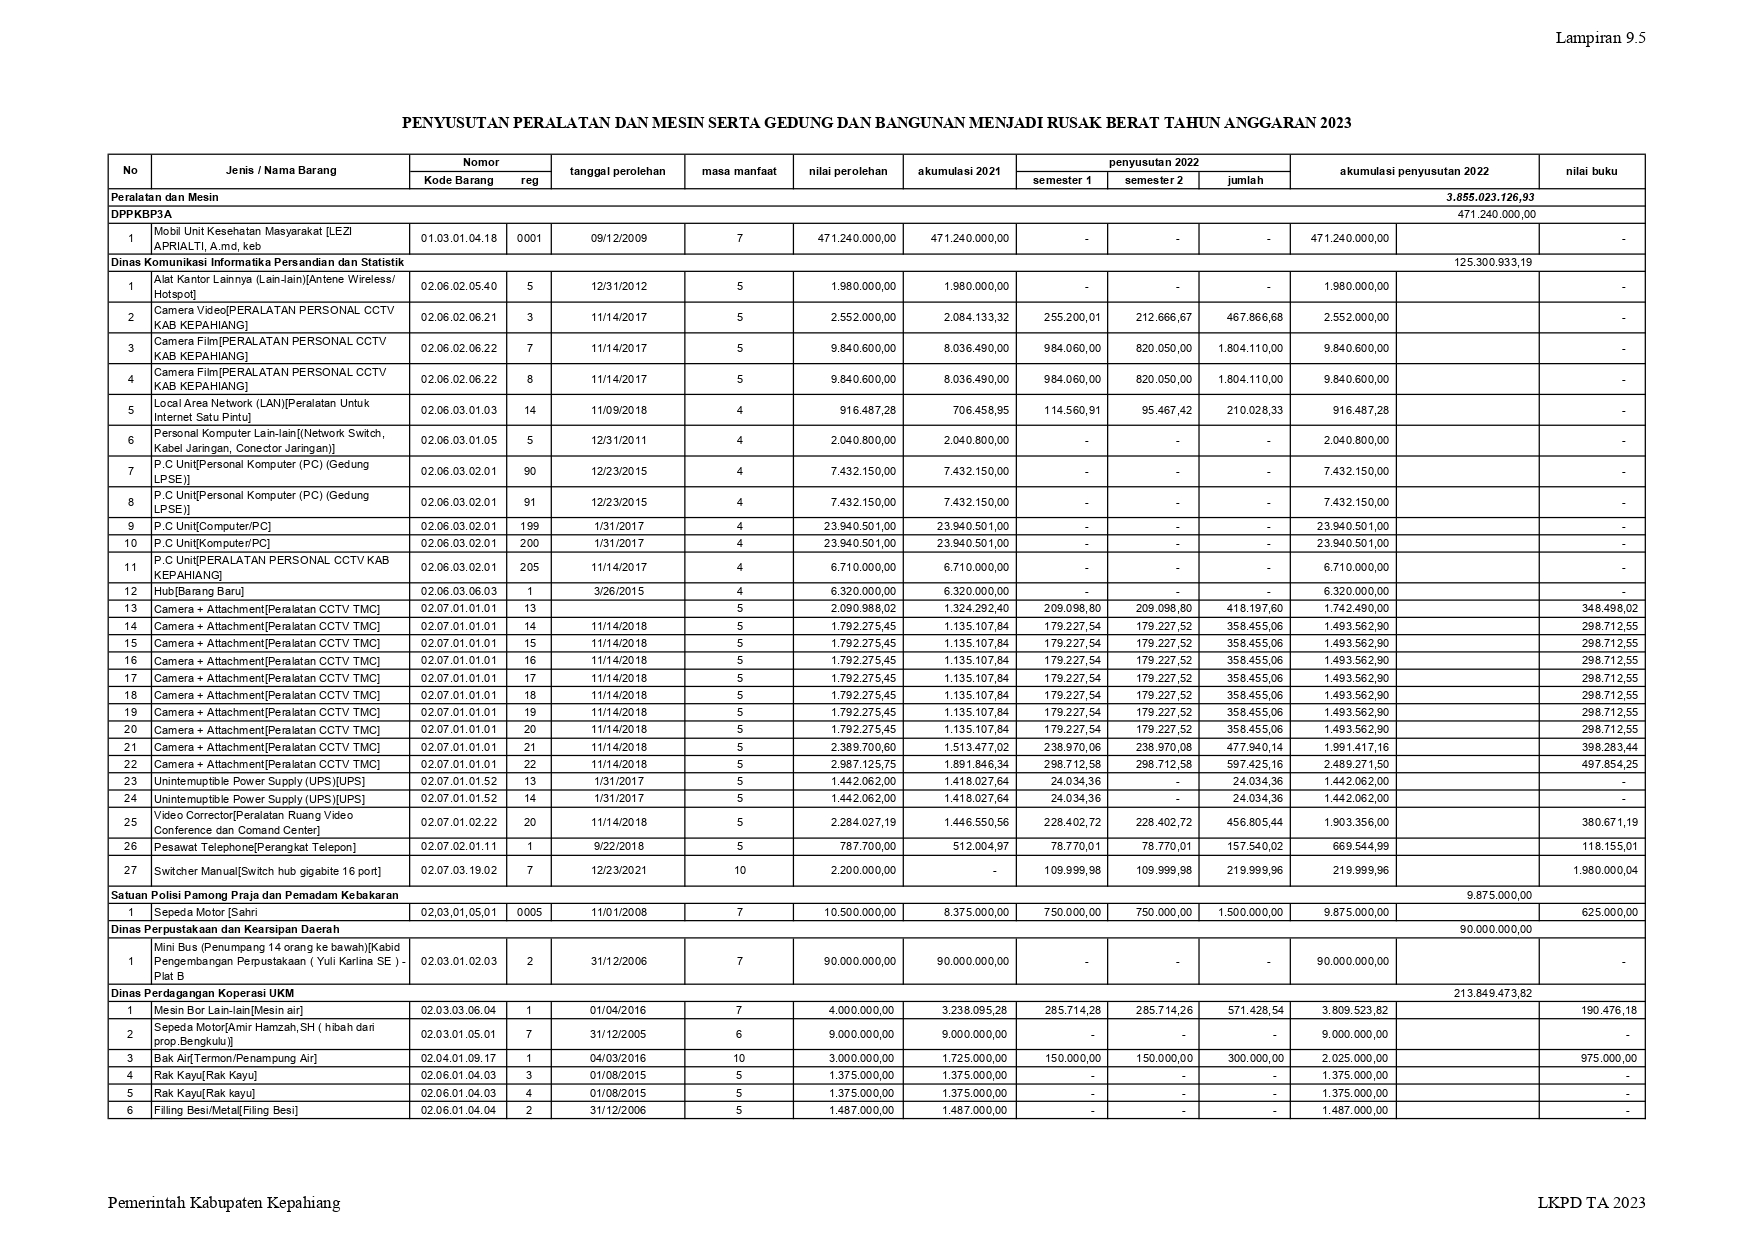 Lampiran 9.5
PENYUSUTAN PERALATAN DAN MESIN SERTA GEDUNG DAN BANGUNAN MENJADI RUSAK BERAT TAHUN ANGGARAN 2023
No Jenis / Nama Barang Nomor tanggal perolehan masa manfaat nilai perolehan akumulasi 2021 penyusutan 2022 akumulasi penyusutan 2022 nilai buku
Kode Barang reg semester 1 semester 2 jumlah
Peralatan dan Mesin 3.855.023.126,93
DPPKBP3A 471.240.000,00
1 Mobil Unit Kesehatan Masyarakat [LEZI
APRIALTI, A.md, keb 01.03.01.04.18 0001 09/12/2009 7 471.240.000,00 471.240.000,00 - - - 471.240.000,00 -
Dinas Komunikasi Informatika Persandian dan Statistik 125.300.933,19
1 Alat Kantor Lainnya (Lain-lain)[Antene Wireless/
Hotspot] 02.06.02.05.40 5 12/31/2012 5 1.980.000,00 1.980.000,00 - - - 1.980.000,00 -
2 Camera Video[PERALATAN PERSONAL CCTV
KAB KEPAHIANG] 02.06.02.06.21 3 11/14/2017 5 2.552.000,00 2.084.133,32 255.200,01 212.666,67 467.866,68 2.552.000,00 -
3 Camera Film[PERALATAN PERSONAL CCTV
KAB KEPAHIANG] 02.06.02.06.22 7 11/14/2017 5 9.840.600,00 8.036.490,00 984.060,00 820.050,00 1.804.110,00 9.840.600,00 -
4 Camera Film[PERALATAN PERSONAL CCTV
KAB KEPAHIANG] 02.06.02.06.22 8 11/14/2017 5 9.840.600,00 8.036.490,00 984.060,00 820.050,00 1.804.110,00 9.840.600,00 -
5 Local Area Network (LAN)[Peralatan Untuk
Internet Satu Pintu] 02.06.03.01.03 14 11/09/2018 4 916.487,28 706.458,95 114.560,91 95.467,42 210.028,33 916.487,28 -
6 Personal Komputer Lain-lain[(Network Switch,
Kabel Jaringan, Conector Jaringan)] 02.06.03.01.05 5 12/31/2011 4 2.040.800,00 2.040.800,00 - - - 2.040.800,00 -
7 P.C Unit[Personal Komputer (PC) (Gedung
LPSE)] 02.06.03.02.01 90 12/23/2015 4 7.432.150,00 7.432.150,00 - - - 7.432.150,00 -
8 P.C Unit[Personal Komputer (PC) (Gedung
LPSE)] 02.06.03.02.01 91 12/23/2015 4 7.432.150,00 7.432.150,00 - - - 7.432.150,00 -
9 P.C Unit[Computer/PC] 02.06.03.02.01 199 1/31/2017 4 23.940.501,00 23.940.501,00 - - - 23.940.501,00 -
10 P.C Unit[Komputer/PC] 02.06.03.02.01 200 1/31/2017 4 23.940.501,00 23.940.501,00 - - - 23.940.501,00 -
11 P.C Unit[PERALATAN PERSONAL CCTV KAB
KEPAHIANG] 02.06.03.02.01 205 11/14/2017 4 6.710.000,00 6.710.000,00 - - - 6.710.000,00 -
12 Hub[Barang Baru] 02.06.03.06.03 1 3/26/2015 4 6.320.000,00 6.320.000,00 - - - 6.320.000,00 -
13 Camera + Attachment[Peralatan CCTV TMC] 02.07.01.01.01 13 5 2.090.988,02 1.324.292,40 209.098,80 209.098,80 418.197,60 1.742.490,00 348.498,02
14 Camera + Attachment[Peralatan CCTV TMC] 02.07.01.01.01 14 11/14/2018 5 1.792.275,45 1.135.107,84 179.227,54 179.227,52 358.455,06 1.493.562,90 298.712,55
15 Camera + Attachment[Peralatan CCTV TMC] 02.07.01.01.01 15 11/14/2018 5 1.792.275,45 1.135.107,84 179.227,54 179.227,52 358.455,06 1.493.562,90 298.712,55
16 Camera + Attachment[Peralatan CCTV TMC] 02.07.01.01.01 16 11/14/2018 5 1.792.275,45 1.135.107,84 179.227,54 179.227,52 358.455,06 1.493.562,90 298.712,55
17 Camera + Attachment[Peralatan CCTV TMC] 02.07.01.01.01 17 11/14/2018 5 1.792.275,45 1.135.107,84 179.227,54 179.227,52 358.455,06 1.493.562,90 298.712,55
18 Camera + Attachment[Peralatan CCTV TMC] 02.07.01.01.01 18 11/14/2018 5 1.792.275,45 1.135.107,84 179.227,54 179.227,52 358.455,06 1.493.562,90 298.712,55
19 Camera + Attachment[Peralatan CCTV TMC] 02.07.01.01.01 19 11/14/2018 5 1.792.275,45 1.135.107,84 179.227,54 179.227,52 358.455,06 1.493.562,90 298.712,55
20 Camera + Attachment[Peralatan CCTV TMC] 02.07.01.01.01 20 11/14/2018 5 1.792.275,45 1.135.107,84 179.227,54 179.227,52 358.455,06 1.493.562,90 298.712,55
21 Camera + Attachment[Peralatan CCTV TMC] 02.07.01.01.01 21 11/14/2018 5 2.389.700,60 1.513.477,02 238.970,06 238.970,08 477.940,14 1.991.417,16 398.283,44
22 Camera + Attachment[Peralatan CCTV TMC] 02.07.01.01.01 22 11/14/2018 5 2.987.125,75 1.891.846,34 298.712,58 298.712,58 597.425,16 2.489.271,50 497.854,25
23 Uninterruptible Power Supply (UPS)[UPS] 02.07.01.01.52 13 1/31/2017 5 1.442.062,00 1.418.027,64 24.034,36 - 24.034,36 1.442.062,00 -
24 Uninterruptible Power Supply (UPS)[UPS] 02.07.01.01.52 14 1/31/2017 5 1.442.062,00 1.418.027,64 24.034,36 - 24.034,36 1.442.062,00 -
25 Video Corrector[Peralatan Ruang Video
Conference dan Comand Center] 02.07.01.02.22 20 11/14/2018 5 2.284.027,19 1.446.550,56 228.402,72 228.402,72 456.805,44 1.903.356,00 380.671,19
26 Pesawat Telephone[Perangkat Telepon] 02.07.02.01.11 1 9/22/2018 5 787.700,00 512.004,97 78.770,01 78.770,01 157.540,02 669.544,99 118.155,01
27 Switcher Manual[Switch hub gigabite 16 port] 02.07.03.19.02 7 12/23/2021 10 2.200.000,00 - 109.999,98 109.999,98 219.999,96 219.999,96 1.980.000,04
Satuan Polisi Pamong Praja dan Pemadam Kebakaran 9.875.000,00
1 Sepeda Motor [Sahri 02,03,01,05,01 0005 11/01/2008 7 10.500.000,00 8.375.000,00 750.000,00 750.000,00 1.500.000,00 9.875.000,00 625.000,00
Dinas Perpustakaan dan Kearsipan Daerah 90.000.000,00
1 Mini Bus (Penumpang 14 orang ke bawah)[Kabid
Pengembangan Perpustakaan ( Yuli Karlina SE ) -
Plat B 02.03.01.02.03 2 31/12/2006 7 90.000.000,00 90.000.000,00 - - - 90.000.000,00 -
Dinas Perdagangan Koperasi UKM 213.849.473,82
1 Mesin Bor Lain-lain[Mesin air] 02.03.03.06.04 1 01/04/2016 7 4.000.000,00 3.238.095,28 285.714,28 285.714,26 571.428,54 3.809.523,82 190.476,18
2 Sepeda Motor[Amir Hamzah,SH ( hibah dari
prop.Bengkulu)] 02.03.01.05.01 7 31/12/2005 6 9.000.000,00 9.000.000,00 - - - 9.000.000,00 -
3 Bak Air[Termon/Penampung Air] 02.04.01.09.17 1 04/03/2016 10 3.000.000,00 1.725.000,00 150.000,00 150.000,00 300.000,00 2.025.000,00 975.000,00
4 Rak Kayu[Rak Kayu] 02.06.01.04.03 3 01/08/2015 5 1.375.000,00 1.375.000,00 - - - 1.375.000,00 -
5 Rak Kayu[Rak kayu] 02.06.01.04.03 4 01/08/2015 5 1.375.000,00 1.375.000,00 - - - 1.375.000,00 -
6 Filling Besi/Metal[Filing Besi] 02.06.01.04.04 2 31/12/2006 5 1.487.000,00 1.487.000,00 - - - 1.487.000,00 -
Pemerintah Kabupaten Kepahiang LKPD TA 2023